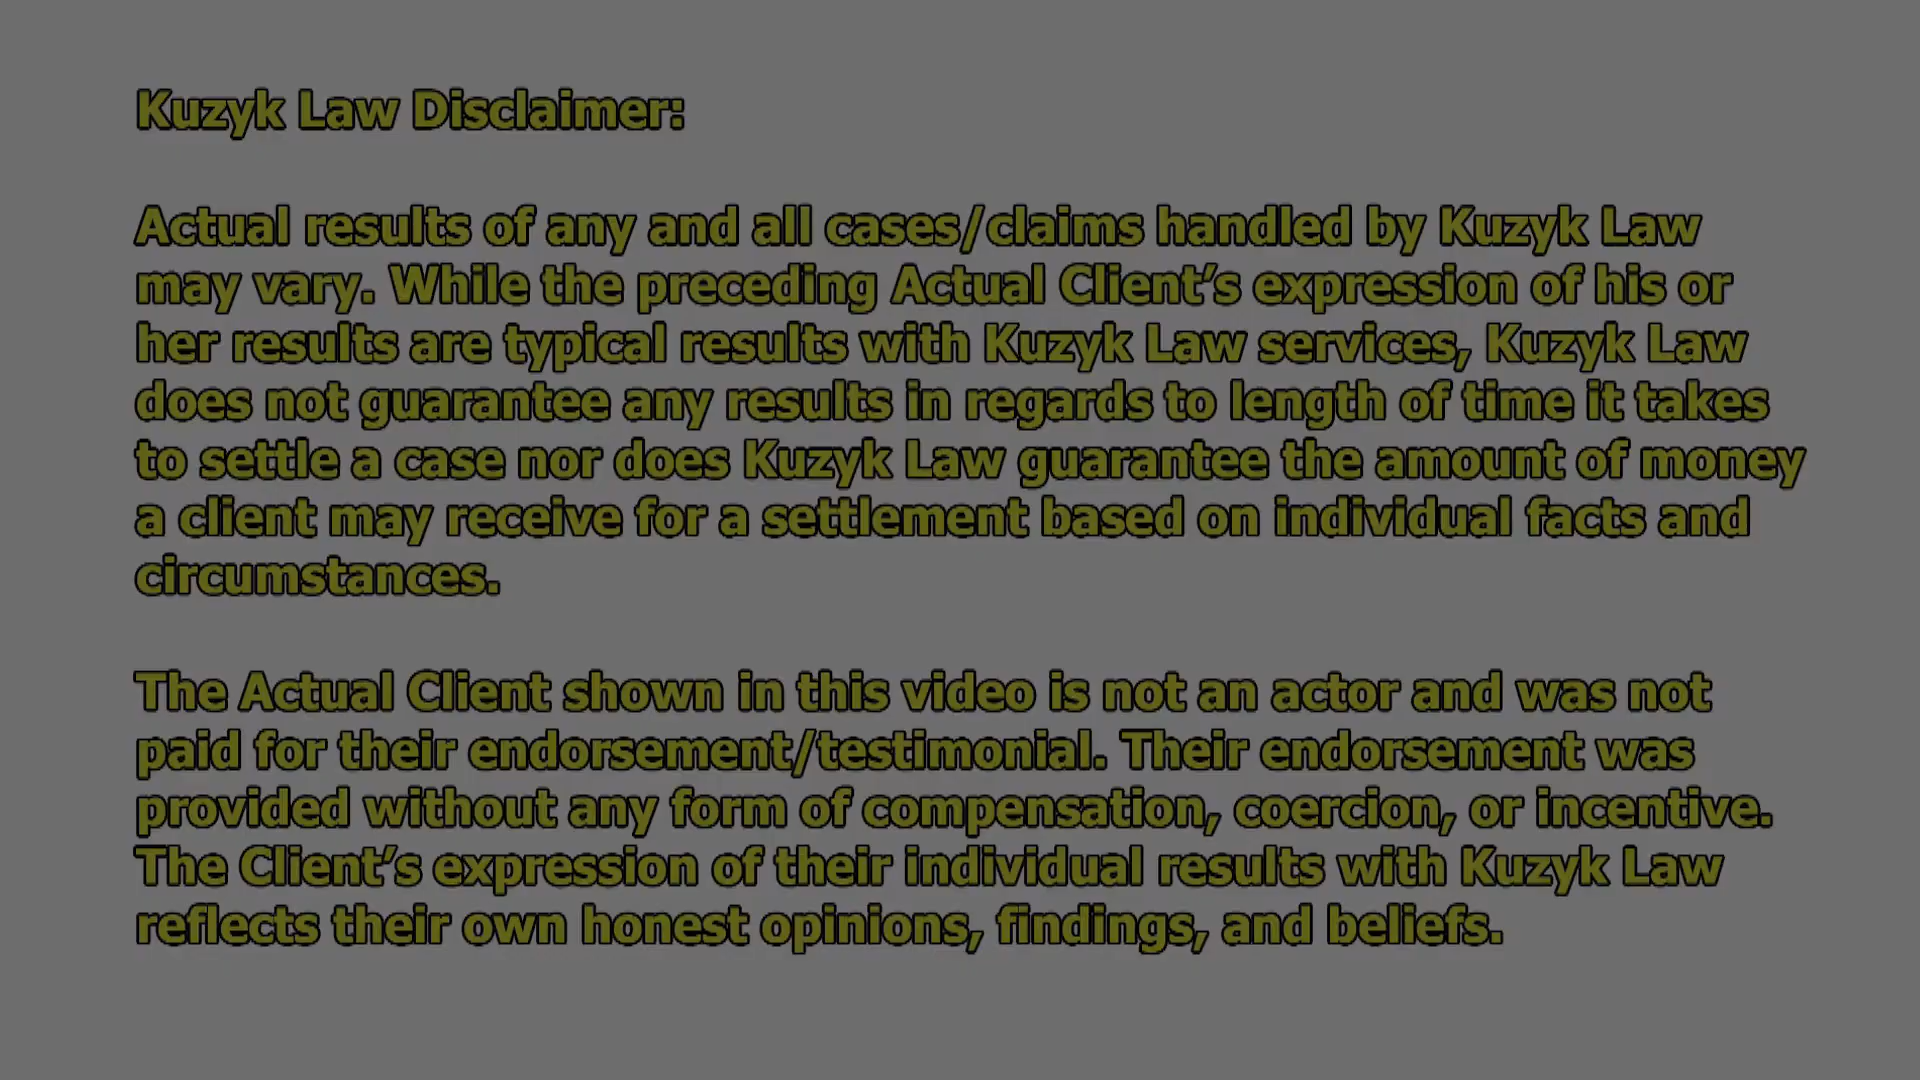 Kuzyk Law Disclaimer:
Actual results of any and all cases/claims handled by Kuzyk Law
may vary. While the preceding Actual Client’s expression of his or
her results are typical results with Kuzyk Law services, Kuzyk Law
does not guarantee any results in regards to length of time it takes
to settle a case nor does Kuzyk Law guarantee the amount of money
a client may receive for a settlement based on individual facts and
circumstances.
The Actual Client shown in this video is not an actor and was not
paid for their endorsement/testimonial. Their endorsement was
provided without any form of compensation, coercion, or incentive.
The Client’s expression of their individual results with Kuzyk Law
reflects their own honest opinions, findings, and beliefs.